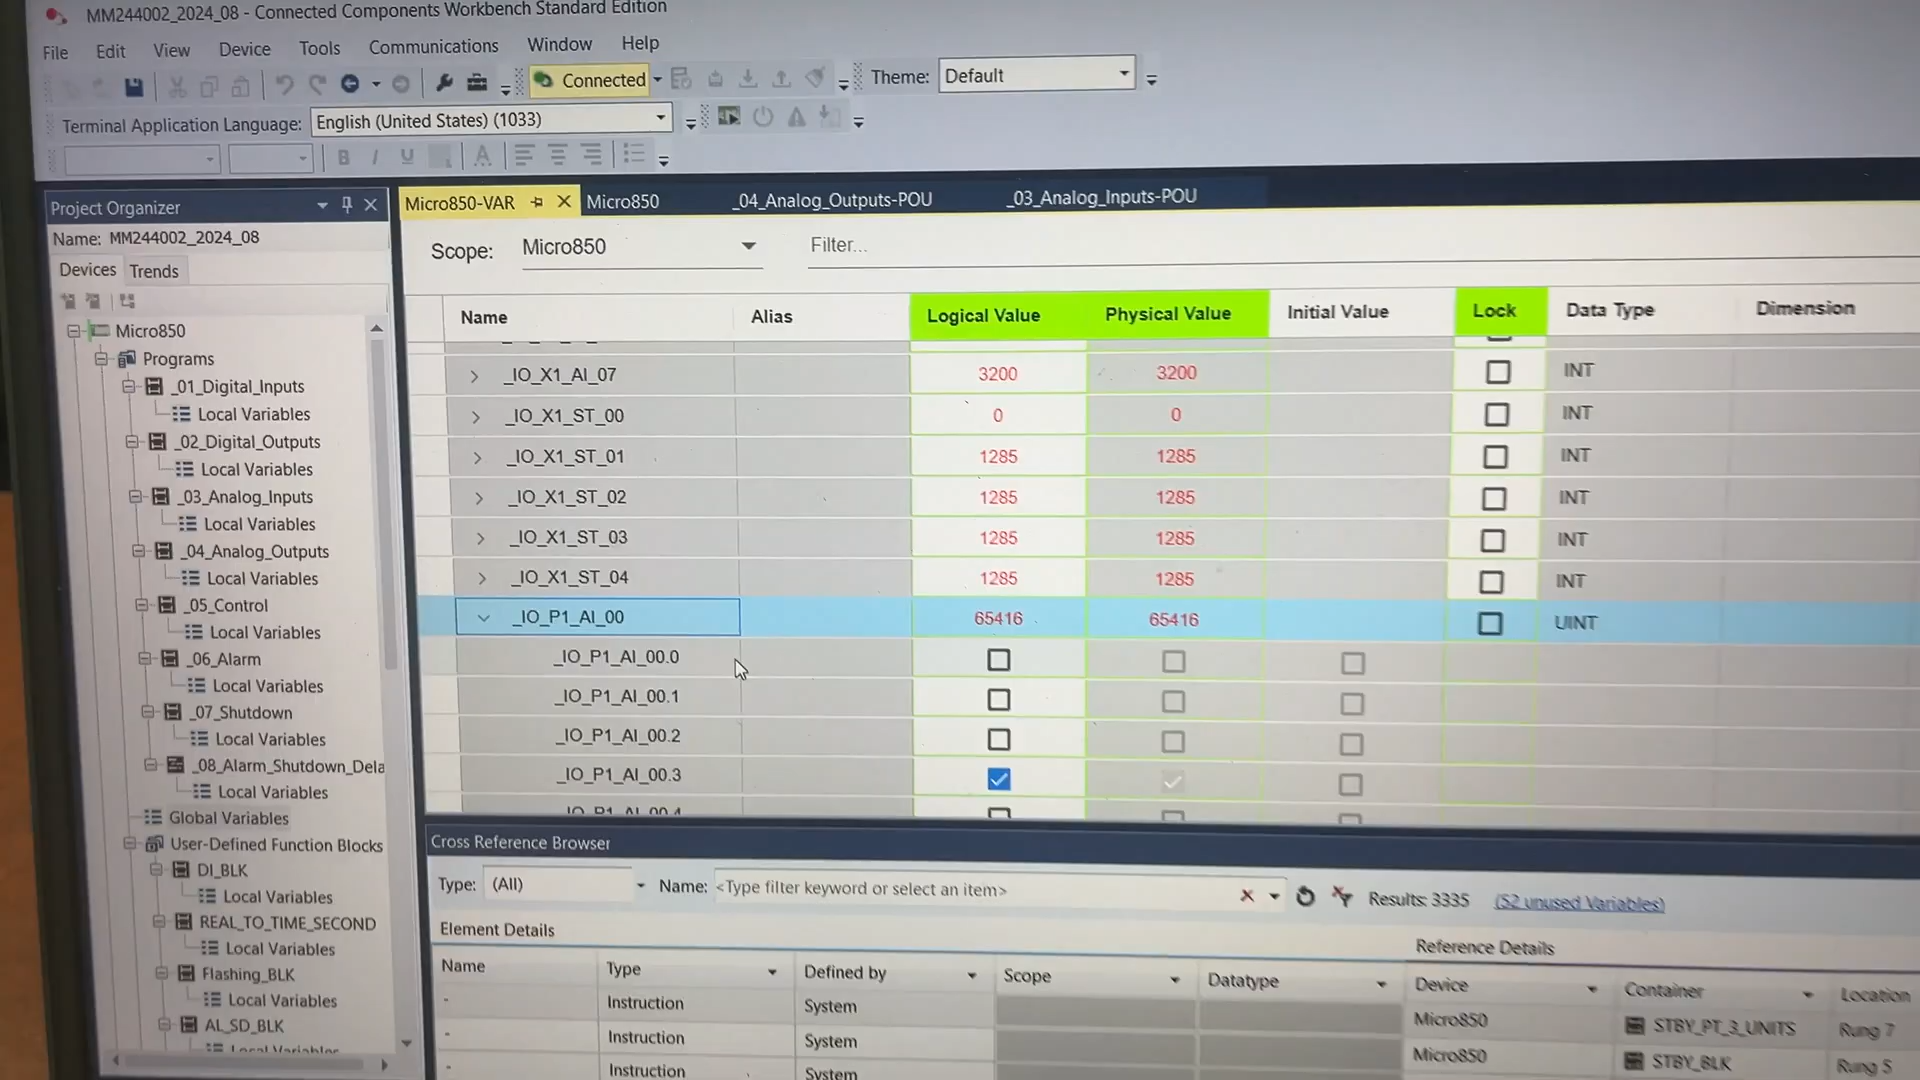 MM244002_2024_08 - Connected Components Workbench Standard Edition
File Edit View Device Tools Communications Window Help
Connected Theme: Default
Terminal Application Language: English (United States) (1033)
B I U A
Project Organizer
Name: MM244002_2024_08
Devices Trends
Micro850
Programs
_01_Digital_Inputs
Local Variables
_02_Digital_Outputs
Local Variables
_03_Analog_Inputs
Local Variables
_04_Analog_Outputs
Local Variables
_05_Control
Local Variables
_06_Alarm
Local Variables
_07_Shutdown
Local Variables
_08_Alarm_Shutdown_Dela
Local Variables
Global Variables
User-Defined Function Blocks
DI_BLK
Local Variables
REAL_TO_TIME_SECOND
Local Variables
Flashing_BLK
Local Variables
AL_SD_BLK
Local Variables
Micro850-VAR Micro850 _04_Analog_Outputs-POU _03_Analog_Inputs-POU
Scope: Micro850 Filter...
Name Alias Logical Value Physical Value Initial Value Lock Data Type Dimension
_IO_X1_AI_07 3200 3200 INT
_IO_X1_ST_00 0 0 INT
_IO_X1_ST_01 1285 1285 INT
_IO_X1_ST_02 1285 1285 INT
_IO_X1_ST_03 1285 1285 INT
_IO_X1_ST_04 1285 1285 INT
_IO_P1_AI_00 65416 65416 UINT
_IO_P1_AI_00.0
_IO_P1_AI_00.1
_IO_P1_AI_00.2
_IO_P1_AI_00.3
_IO_P1_AI_00.4
Cross Reference Browser
Type: (All) Name: <Type filter keyword or select an item> Results: 3335 (52 unused Variables)
Element Details
Reference Details
Name Type Defined by Scope Datatype Device Container Location
- Instruction System Micro850 STBY_PT_3_UNITS Rung 7
- Instruction System Micro850 STBY_BLK Rung 5
- Instruction System